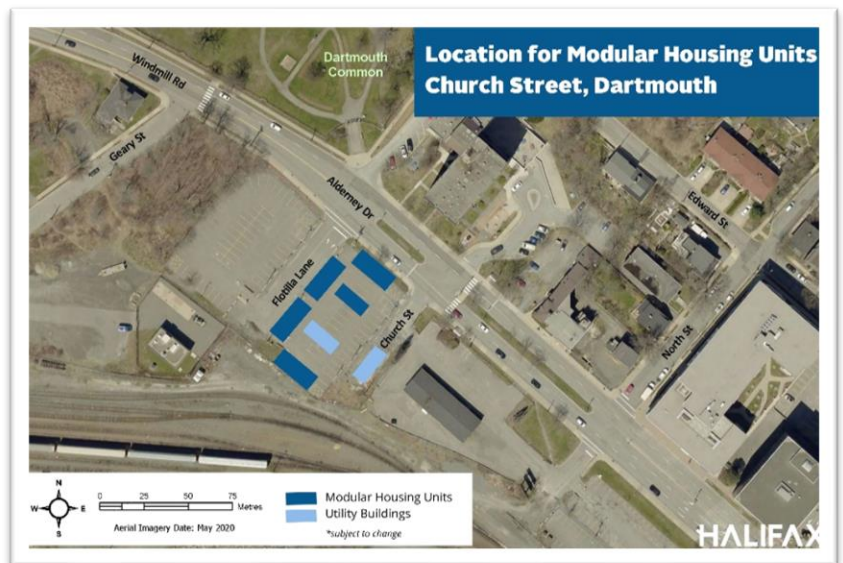 Location for Modular Housing Units
Church Street, Dartmouth
Dartmouth
Common
Windmill Rd
Geary St
Alderney Dr
Edward St
Flotilla Lane
Church St
North St
N
W E
S
0 25 50 75 Metres
Aerial Imagery Date: May 2020
Modular Housing Units
Utility Buildings
*subject to change
HALIFAX